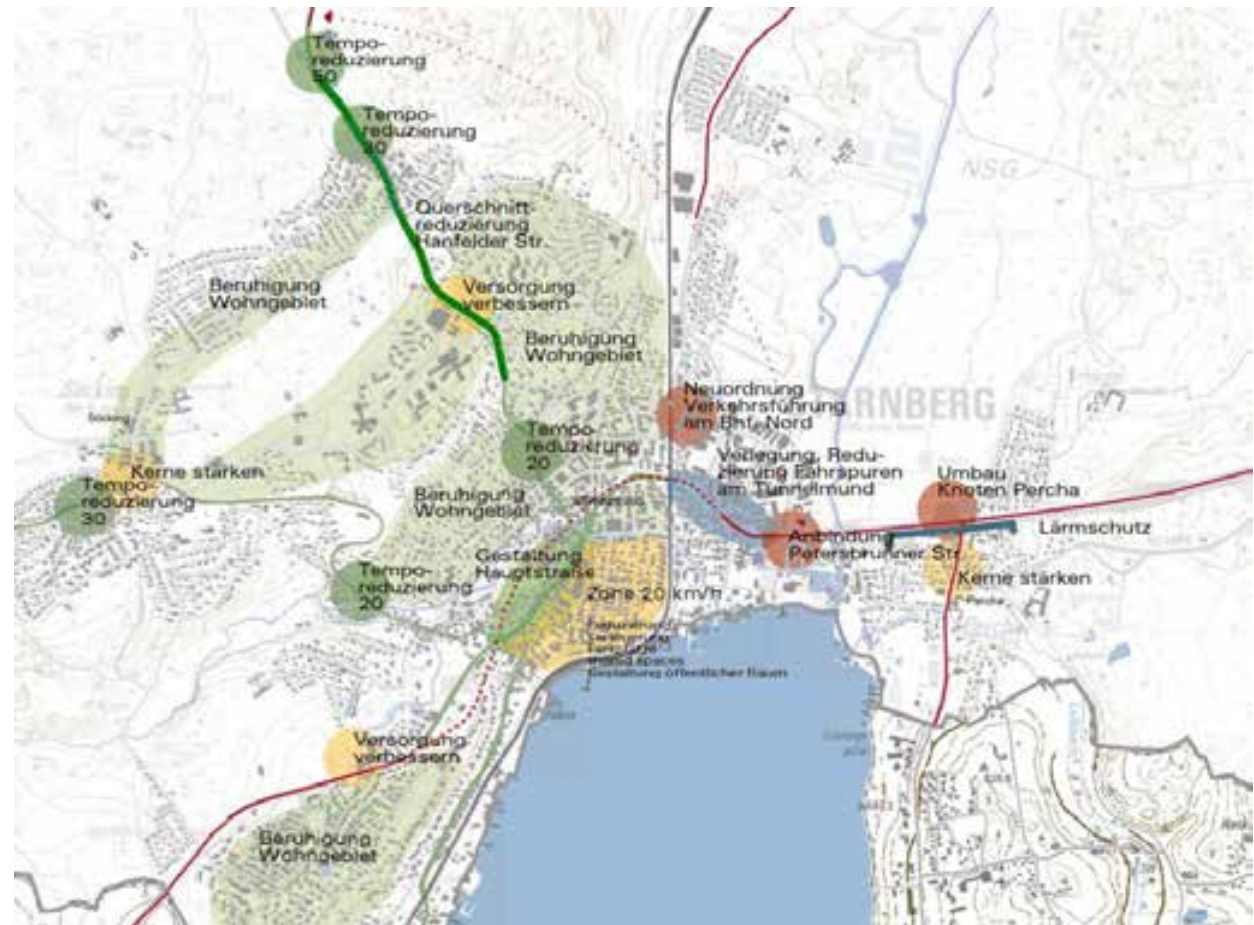 Tempo-
reduzierung
50
Tempo-
reduzierung
30
NSG
Querschnitt-
reduzierung
Hanfelder Str.
Beruhigung
Wohngebiet
Versorgung
verbessern
Beruhigung
Wohngebiet
Neuordnung
Verkehrsführung
am Bhf. Nord
RNBERG
Tempo-
reduzierung
20
Kerne stärken
Tempo-
reduzierung
30
Beruhigung
Wohngebiet
Verlegung, Redu-
zierung Fahrspuren
am Tunnelmund
Umbau
Knoten Percha
Lärmschutz
Anbindung
Petersbrunner Str.
Gestaltung
Hauptstraße
Tempo-
reduzierung
20
Zone 20 km/h
Kerne stärken
Percha
shared spaces
Gestaltung öffentlicher Raum
Versorgung
verbessern
Beruhigung
Wohngebiet